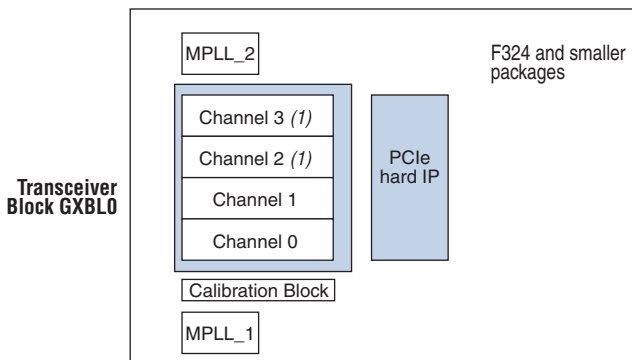 MPLL_2
F324 and smaller
packages
Channel 3 (1)
Channel 2 (1)
Channel 1
Channel 0
PCIe
hard IP
Transceiver
Block GXBL0
Calibration Block
MPLL_1